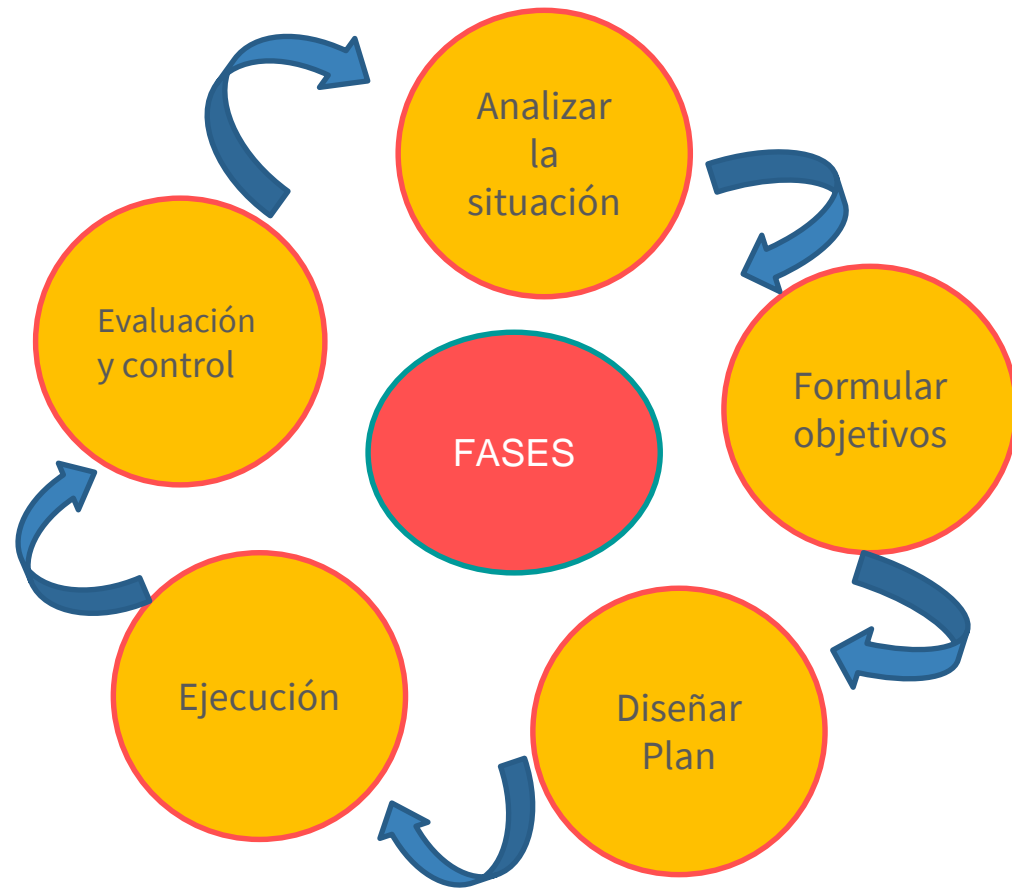 Analizar
la
situación
Formular
objetivos
Diseñar
Plan
Ejecución
Evaluación
y control
FASES